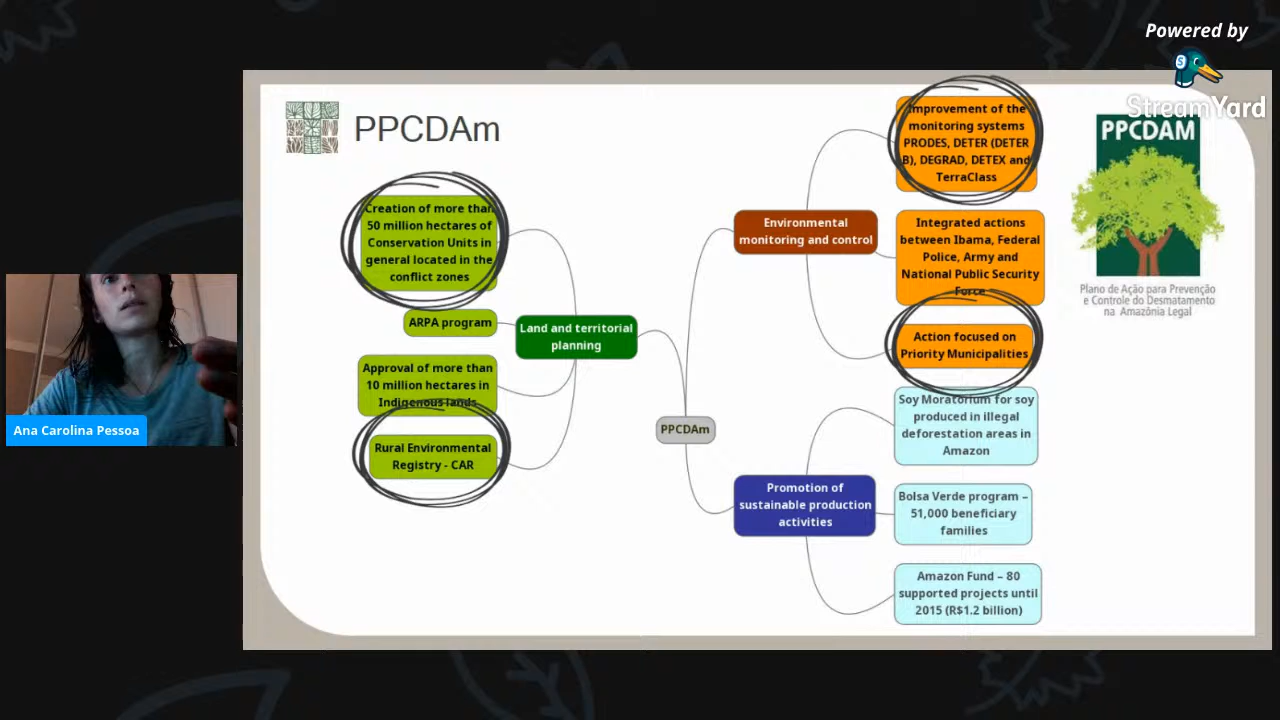 Powered by
StreamYard
PPCDAm
Creation of more than
50 million hectares of
Conservation Units in
general located in the
conflict zones
ARPA program
Approval of more than
10 million hectares in
Indigenous lands
Rural Environmental
Registry - CAR
Land and territorial
planning
PPCDAm
Environmental
monitoring and control
Promotion of
sustainable production
activities
Improvement of the
monitoring systems
PRODES, DETER (DETER
B), DEGRAD, DETEX and
TerraClass
Integrated actions
between Ibama, Federal
Police, Army and
National Public Security
Force
Action focused on
Priority Municipalities
Soy Moratorium for soy
produced in illegal
deforestation areas in
Amazon
Bolsa Verde program –
51,000 beneficiary
families
Amazon Fund – 80
supported projects until
2015 (R$1.2 billion)
PPCDAM
Plano de Ação para Prevenção
e Controle do Desmatamento
na Amazônia Legal
Ana Carolina Pessoa